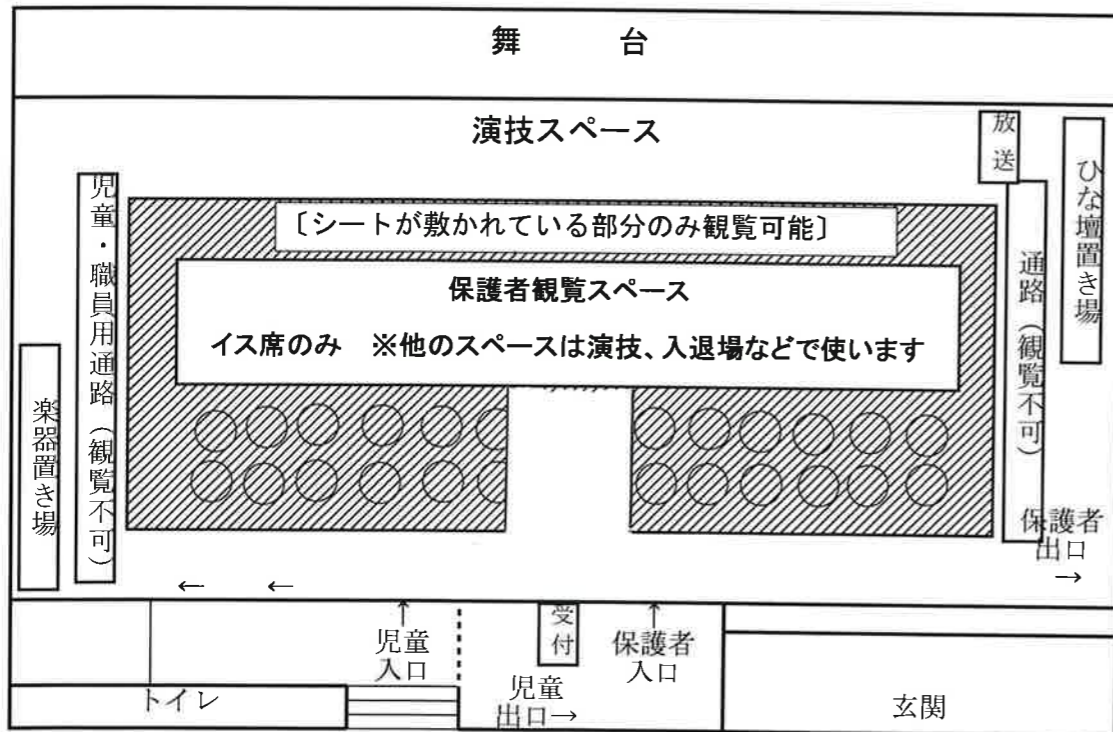 舞　　台
演技スペース
放送
ひな壇置き場
児童・職員用通路（観覧不可）
〔シートが敷かれている部分のみ観覧可能〕
通路（観覧不可）
保護者観覧スペース
イス席のみ　※他のスペースは演技、入退場などで使います
楽器置き場
保護者
出口
→
← ←
↑
児童
入口
受付
↑
保護者
入口
トイレ
児童
出口→
玄関